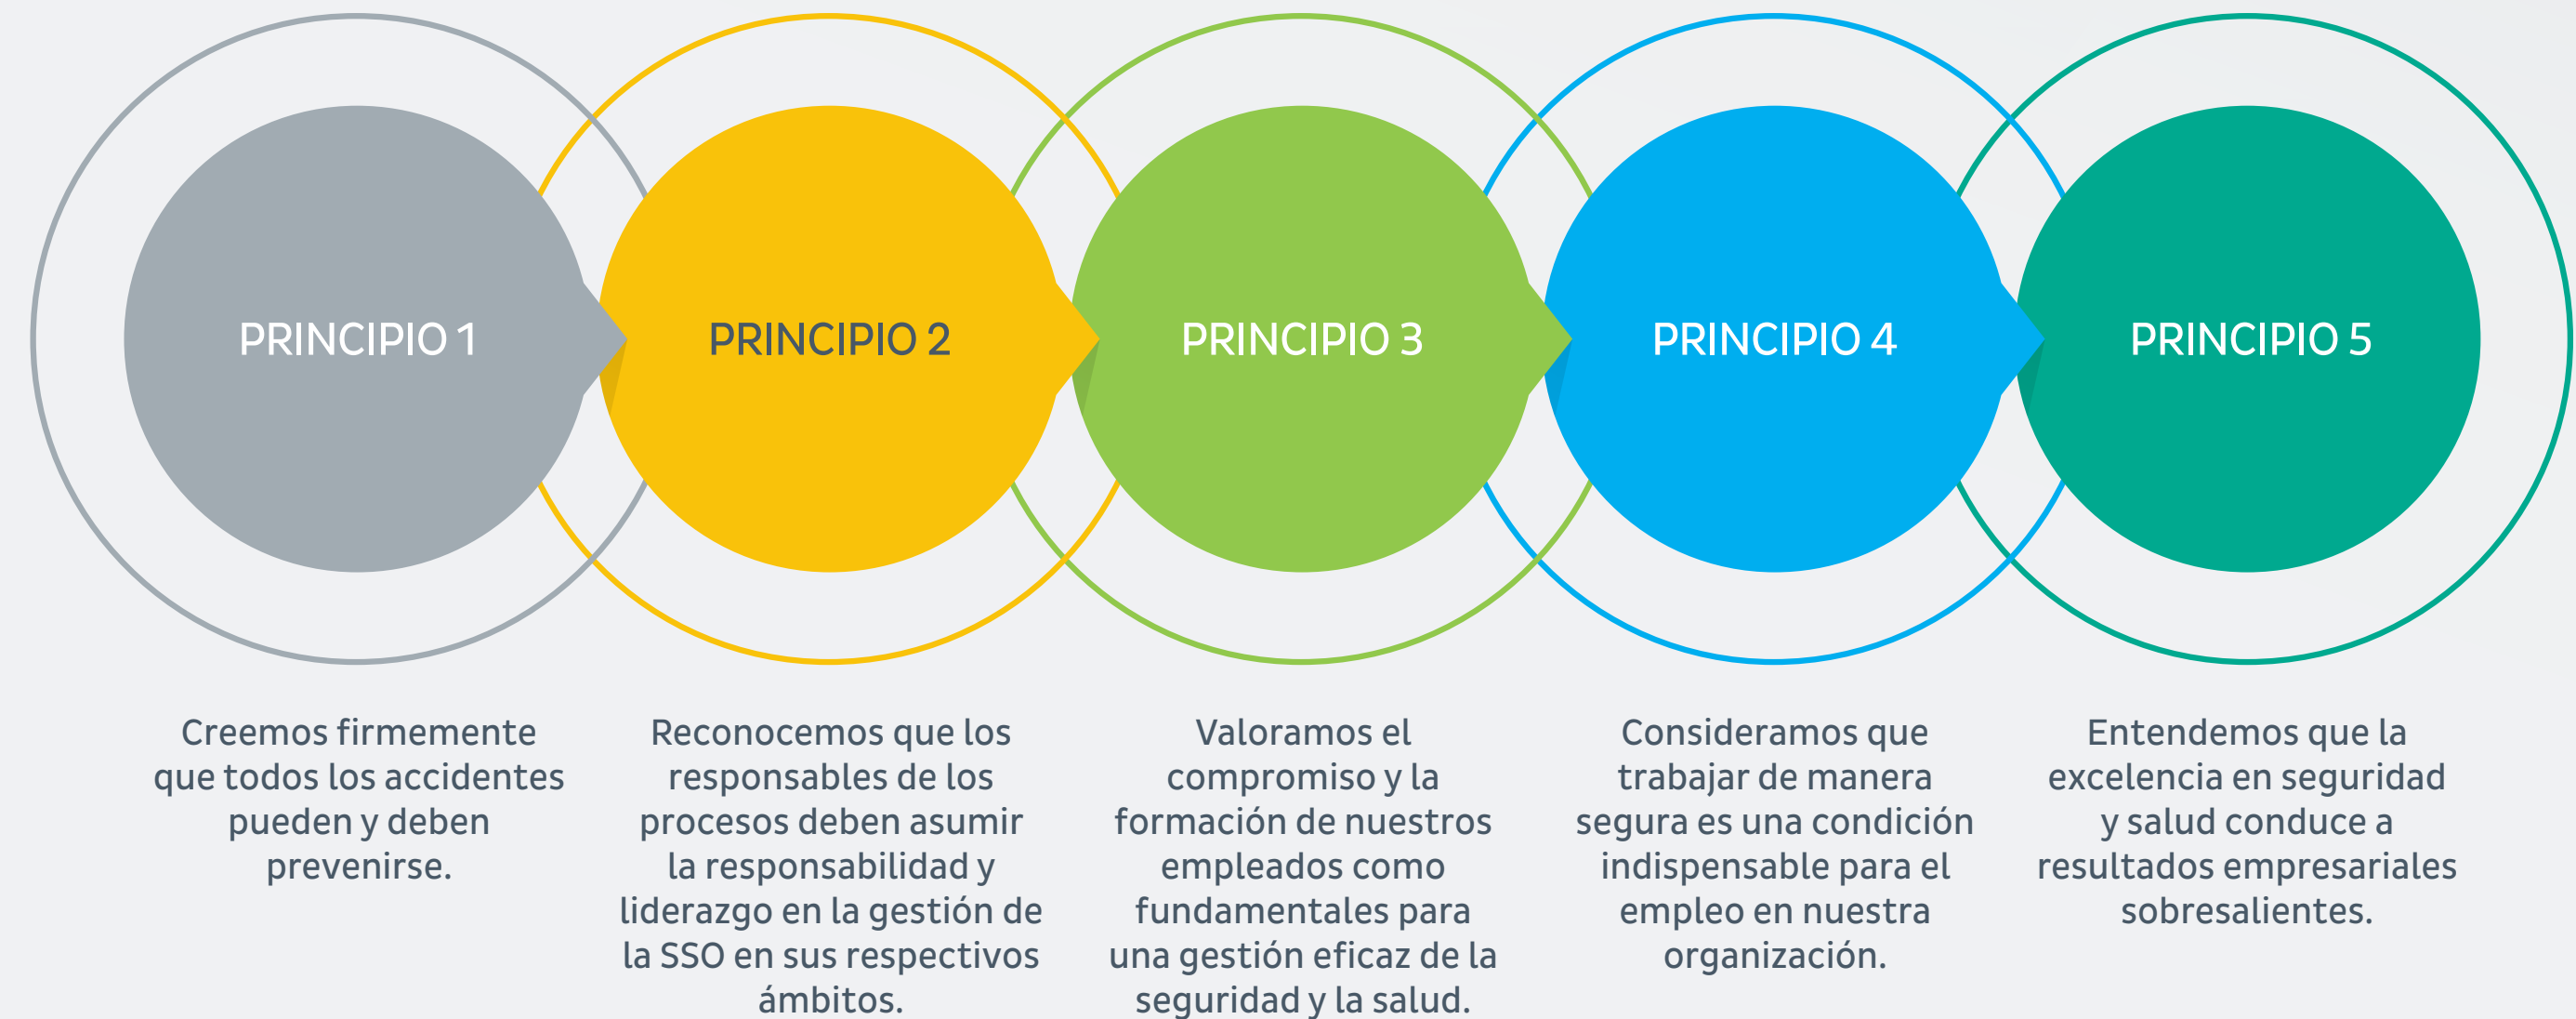 PRINCIPIO 1
PRINCIPIO 2
PRINCIPIO 3
PRINCIPIO 4
PRINCIPIO 5
Creemos firmemente
que todos los accidentes
pueden y deben
prevenirse.
Reconocemos que los
responsables de los
procesos deben asumir
la responsabilidad y
liderazgo en la gestión de
la SSO en sus respectivos
ámbitos.
Valoramos el
compromiso y la
formación de nuestros
empleados como
fundamentales para
una gestión eficaz de la
seguridad y la salud.
Consideramos que
trabajar de manera
segura es una condición
indispensable para el
empleo en nuestra
organización.
Entendemos que la
excelencia en seguridad
y salud conduce a
resultados empresariales
sobresalientes.